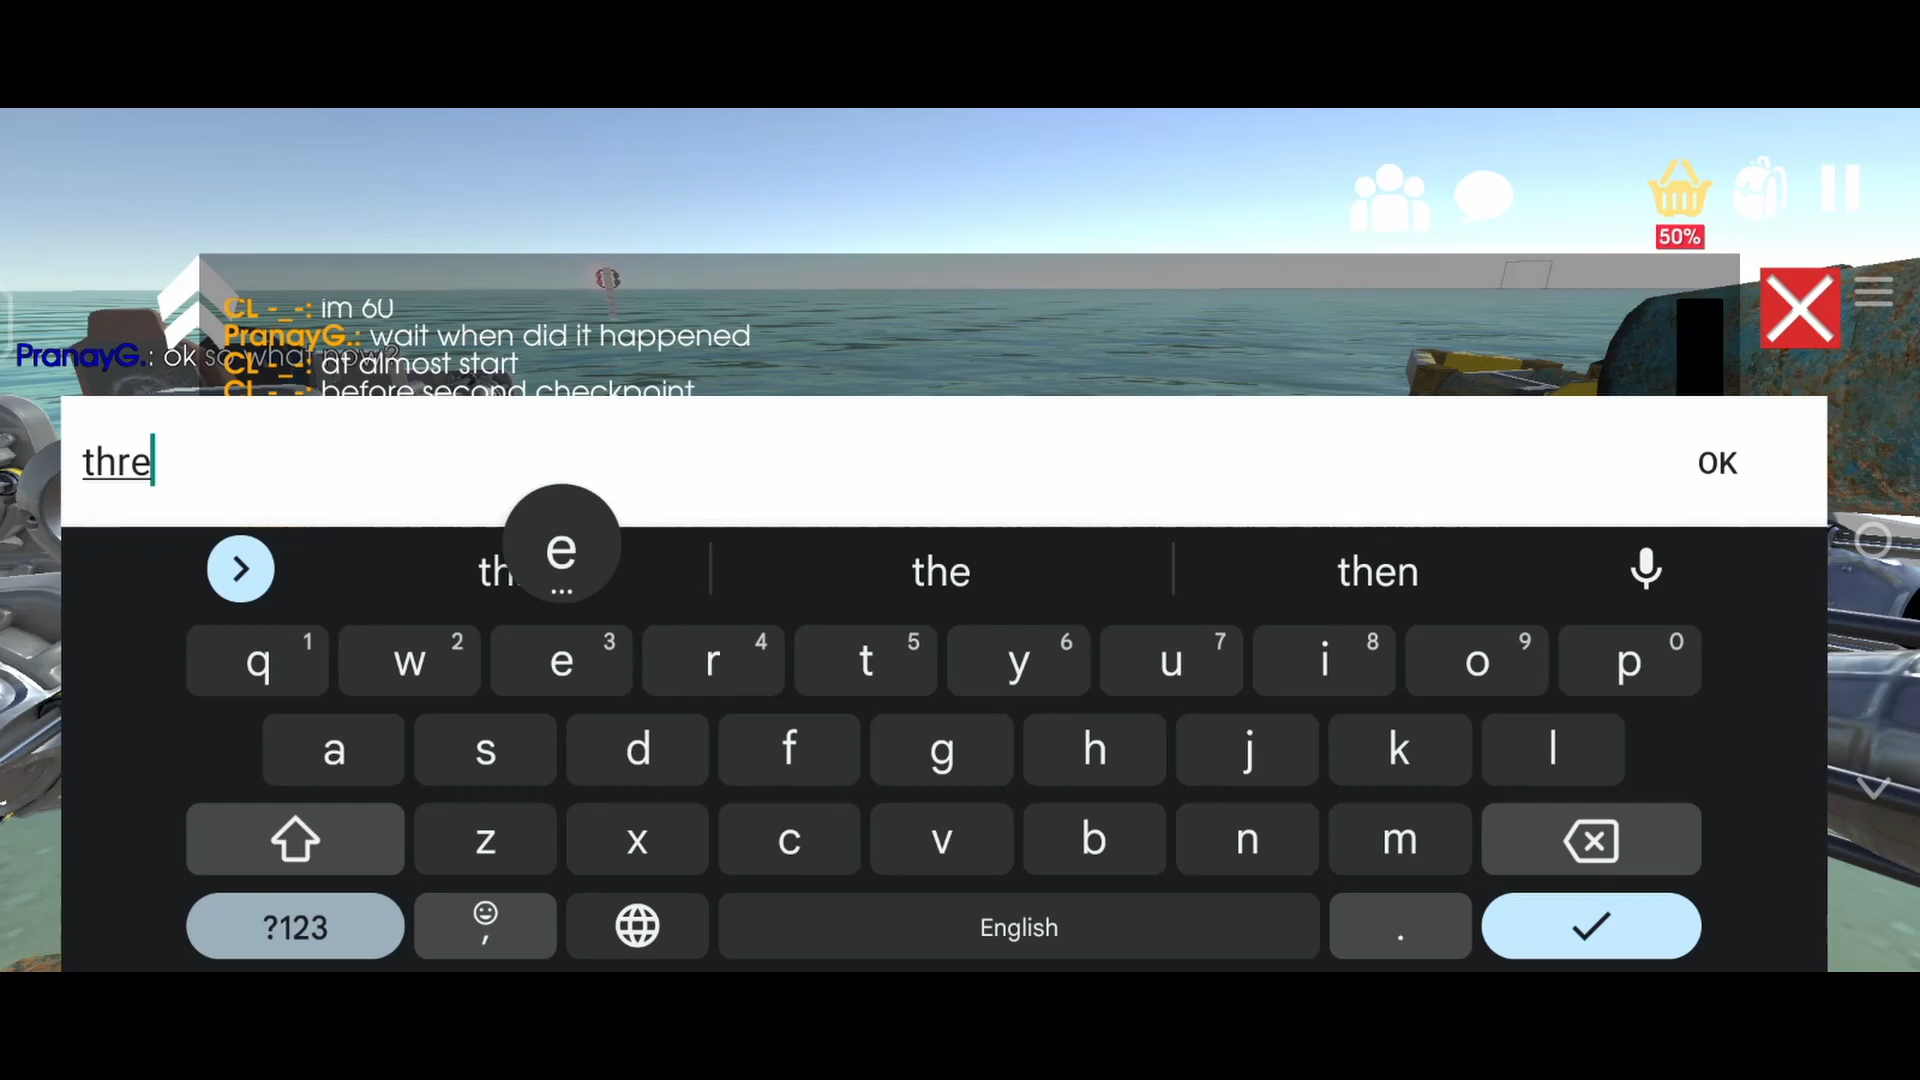 50%
CL -_-: im 60
PranayG.: wait when did it happened
PranayG.: ok so what now?
CL -_-: at almost start
CL -_-: before second checkpoint
thre
OK
e
the
then
q 1 w 2 e 3 r 4 t 5 y 6 u 7 i 8 o 9 p 0
a s d f g h j k l
z x c v b n m
?123 , English .